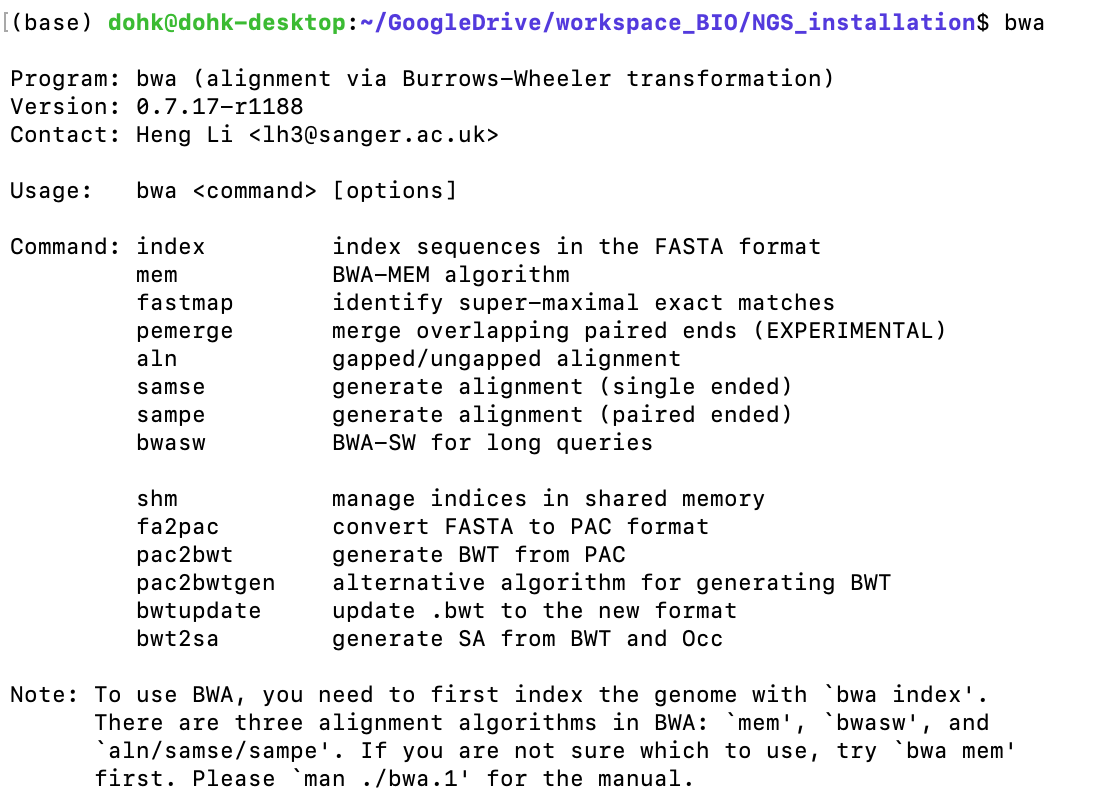 [(base) dohk@dohk-desktop:~/GoogleDrive/workspace_BIO/NGS_installation$ bwa
Program: bwa (alignment via Burrows-Wheeler transformation)
Version: 0.7.17-r1188
Contact: Heng Li <lh3@sanger.ac.uk>
Usage:   bwa <command> [options]
Command: index         index sequences in the FASTA format
         mem           BWA-MEM algorithm
         fastmap       identify super-maximal exact matches
         pemerge       merge overlapping paired ends (EXPERIMENTAL)
         aln           gapped/ungapped alignment
         samse         generate alignment (single ended)
         sampe         generate alignment (paired ended)
         bwasw         BWA-SW for long queries
         shm           manage indices in shared memory
         fa2pac        convert FASTA to PAC format
         pac2bwt       generate BWT from PAC
         pac2bwtgen    alternative algorithm for generating BWT
         bwtupdate     update .bwt to the new format
         bwt2sa        generate SA from BWT and Occ
Note: To use BWA, you need to first index the genome with `bwa index'.
      There are three alignment algorithms in BWA: `mem', `bwasw', and
      `aln/samse/sampe'. If you are not sure which to use, try `bwa mem'
      first. Please `man ./bwa.1' for the manual.